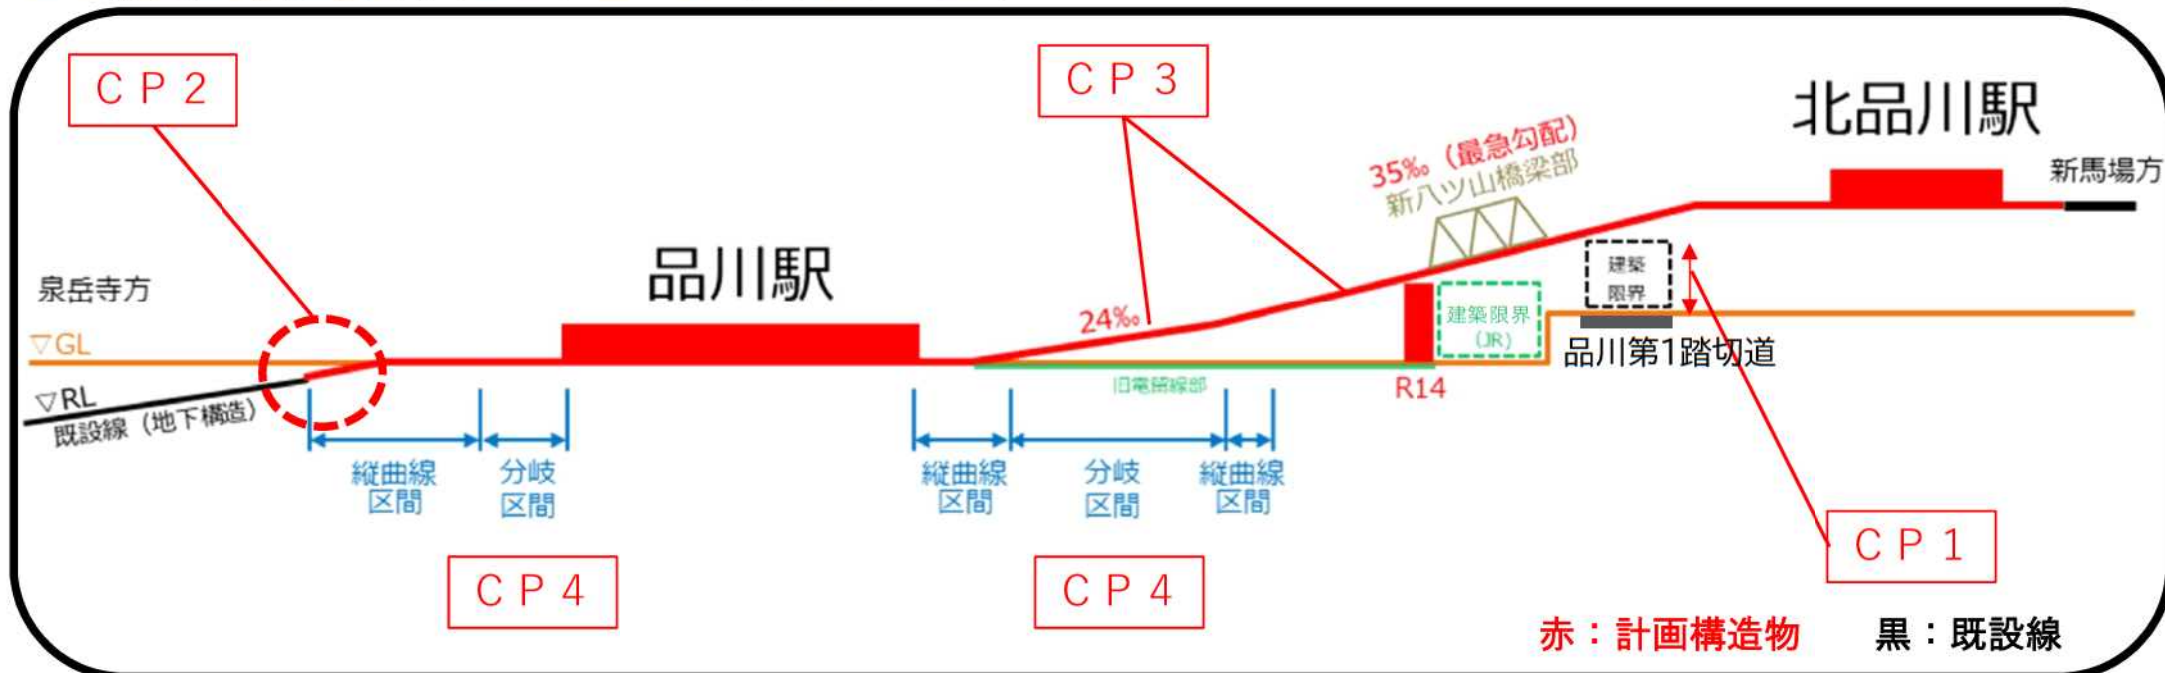 CP2
CP3
北品川駅
35‰（最急勾配）
新八ツ山橋梁部
新馬場方
品川駅
建築
限界
泉岳寺方
24‰
建築限界
(JR)
▽GL
品川第1踏切道
▽RL
旧電留線部
R14
既設線（地下構造）
縦曲線
区間
分岐
区間
縦曲線
区間
分岐
区間
縦曲線
区間
CP1
CP4
CP4
赤：計画構造物
黒：既設線